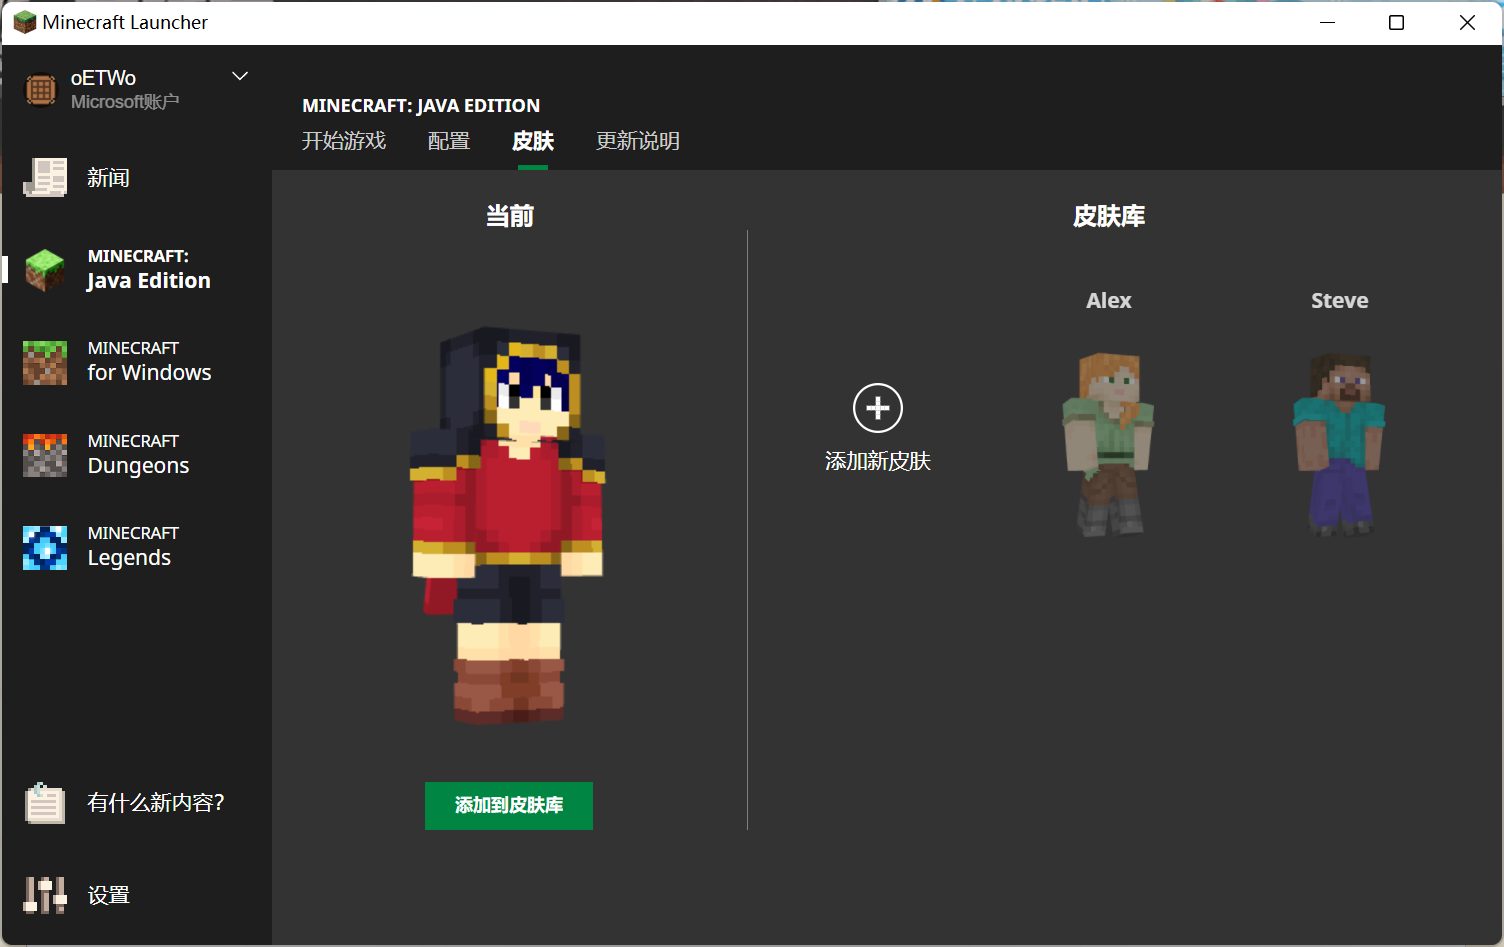 Minecraft Launcher
oETWo
Microsoft账户
新闻
MINECRAFT:
Java Edition
MINECRAFT
for Windows
MINECRAFT
Dungeons
MINECRAFT
Legends
有什么新内容?
设置
MINECRAFT: JAVA EDITION
开始游戏 配置 皮肤 更新说明
当前
添加到皮肤库
皮肤库
添加新皮肤
Alex
Steve